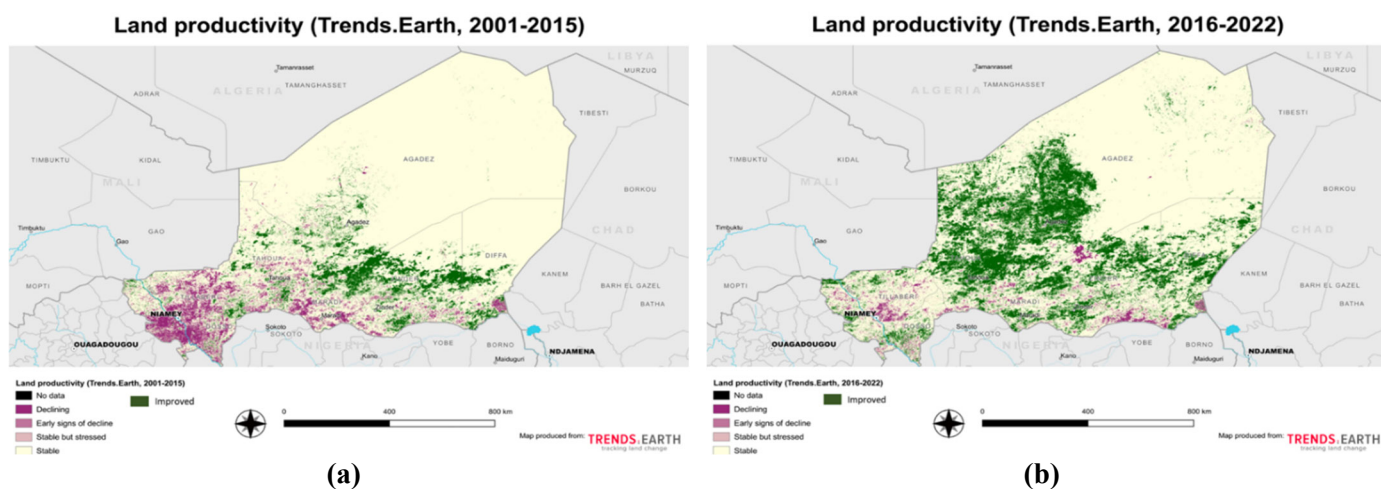 Land productivity (Trends.Earth, 2001-2015)
LIBYA
Tamanrasset
MURZUQ
ALGERIA
TAMANGHASSET
ADRAR
TIBESTI
TIMBUKTU
KIDAL
AGADEZ
MALI
BORKOU
Timbuktu
GAO
Agadez
CHAD
Gao
TAHOUA
DIFFA
KANEM
Tahoua
MOPTI
BARH EL GAZEL
MARADI
BATHA
NIAMEY
Maradi
Sokoto
SOKOTO
OUAGADOUGOU
NIGERIA
YOBE
BORNO
NDJAMENA
Kano
Maiduguri
Land productivity (Trends.Earth, 2001-2015)
No data
Improved
Declining
Early signs of decline
Stable but stressed
Stable
0 400 800 km
Map produced from: TRENDS.EARTH
tracking land change
(a)
Land productivity (Trends.Earth, 2016-2022)
LIBYA
Tamanrasset
MURZUQ
ALGERIA
TAMANGHASSET
ADRAR
TIBESTI
TIMBUKTU
KIDAL
AGADEZ
MALI
BORKOU
Timbuktu
GAO
CHAD
Gao
KANEM
MOPTI
TILLABERI
BARH EL GAZEL
MARADI
BATHA
NIAMEY
Sokoto
SOKOTO
OUAGADOUGOU
NIGERIA
YOBE
BORNO
NDJAMENA
Kano
Maiduguri
Land productivity (Trends.Earth, 2016-2022)
No data
Improved
Declining
Early signs of decline
Stable but stressed
Stable
0 400 800 km
Map produced from: TRENDS.EARTH
tracking land change
(b)